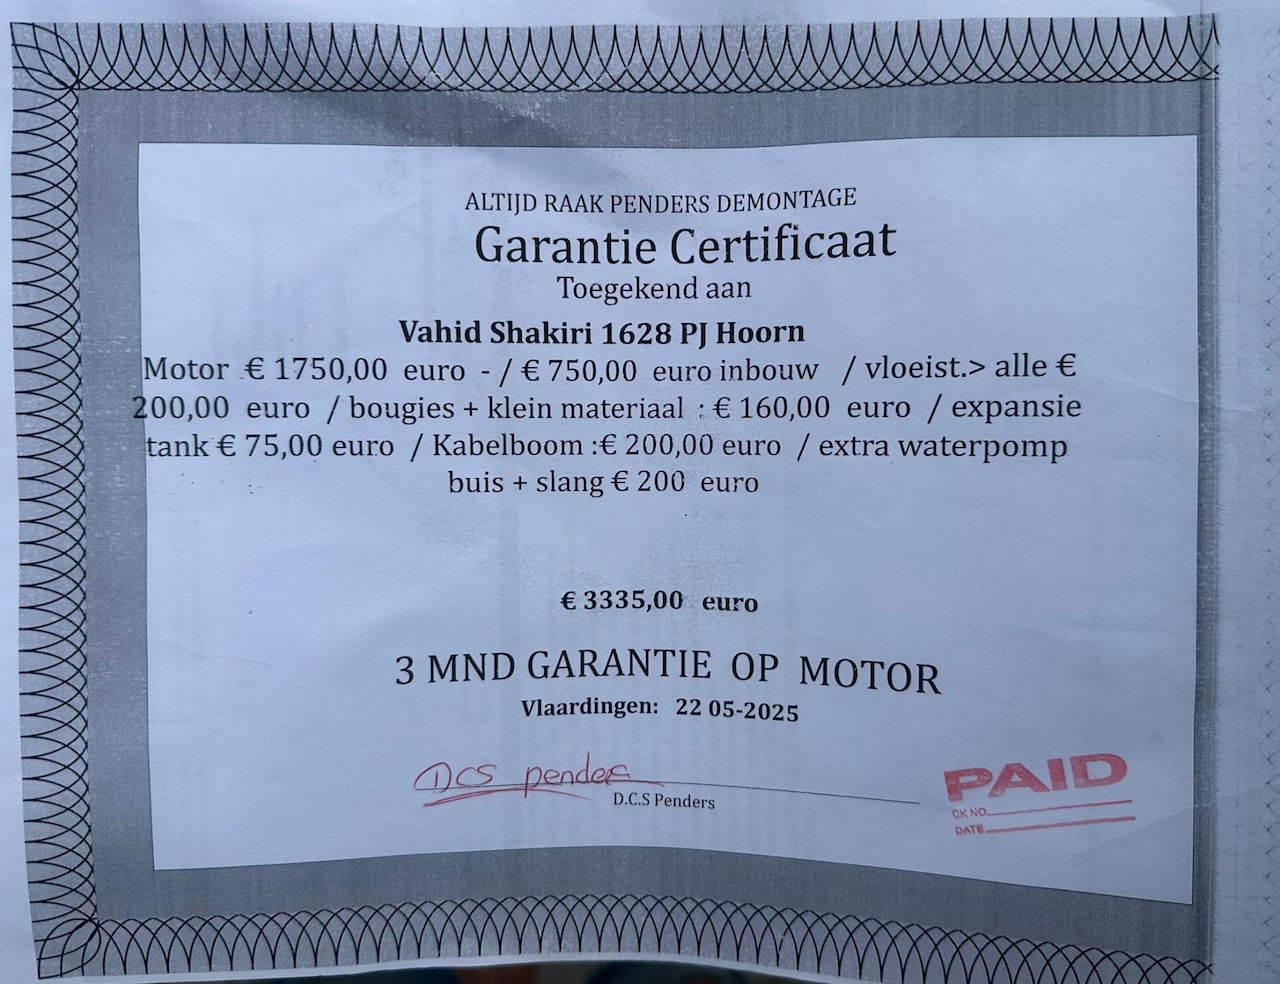 ALTIJD RAAK PENDERS DEMONTAGE
Garantie Certificaat
Toegekend aan
Vahid Shakiri 1628 PJ Hoorn
Motor € 1750,00 euro - / € 750,00 euro inbouw / vloeist.> alle €
200,00 euro / bougies + klein materiaal : € 160,00 euro / expansie
tank € 75,00 euro / Kabelboom :€ 200,00 euro / extra waterpomp
buis + slang € 200 euro
€ 3335,00 euro
3 MND GARANTIE OP MOTOR
Vlaardingen: 22 05-2025
DCS penders
D.C.S Penders
PAID
CK NO.
DATE